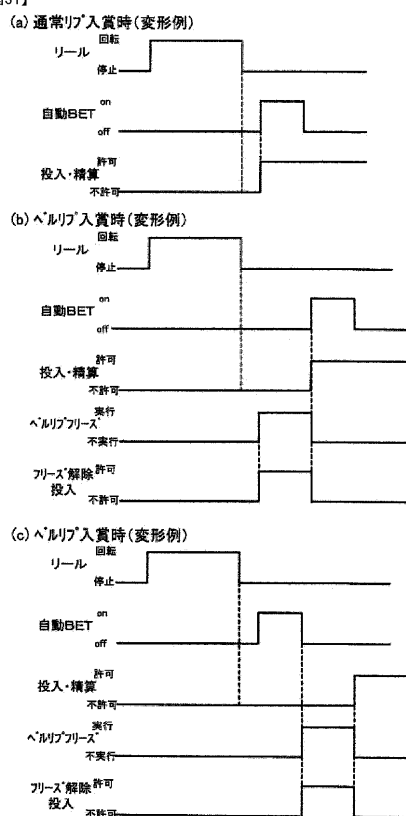 (a) 通常リプ入賞時(変形例)
回転
リール
停止
on
自動BET
off
許可
投入・精算
不許可
(b) ベルリプ入賞時(変形例)
回転
リール
停止
on
自動BET
off
許可
投入・精算
不許可
実行
ベルリプフリーズ
不実行
フリーズ解除 許可
投入
不許可
(c) ベルリプ入賞時(変形例)
回転
リール
停止
on
自動BET
off
許可
投入・精算
不許可
実行
ベルリプフリーズ
不実行
フリーズ解除 許可
投入
不許可